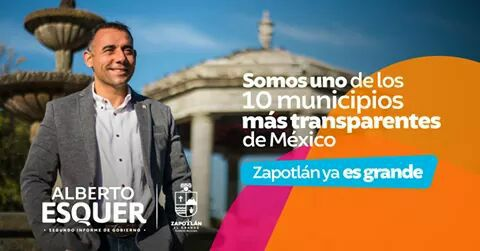 Somos uno de los
10 municipios
más transparentes
de México
Zapotlán ya es grande
ALBERTO
ESQUER
• SEGUNDO INFORME DE GOBIERNO •
ZAPOTLÁN
EL GRANDE